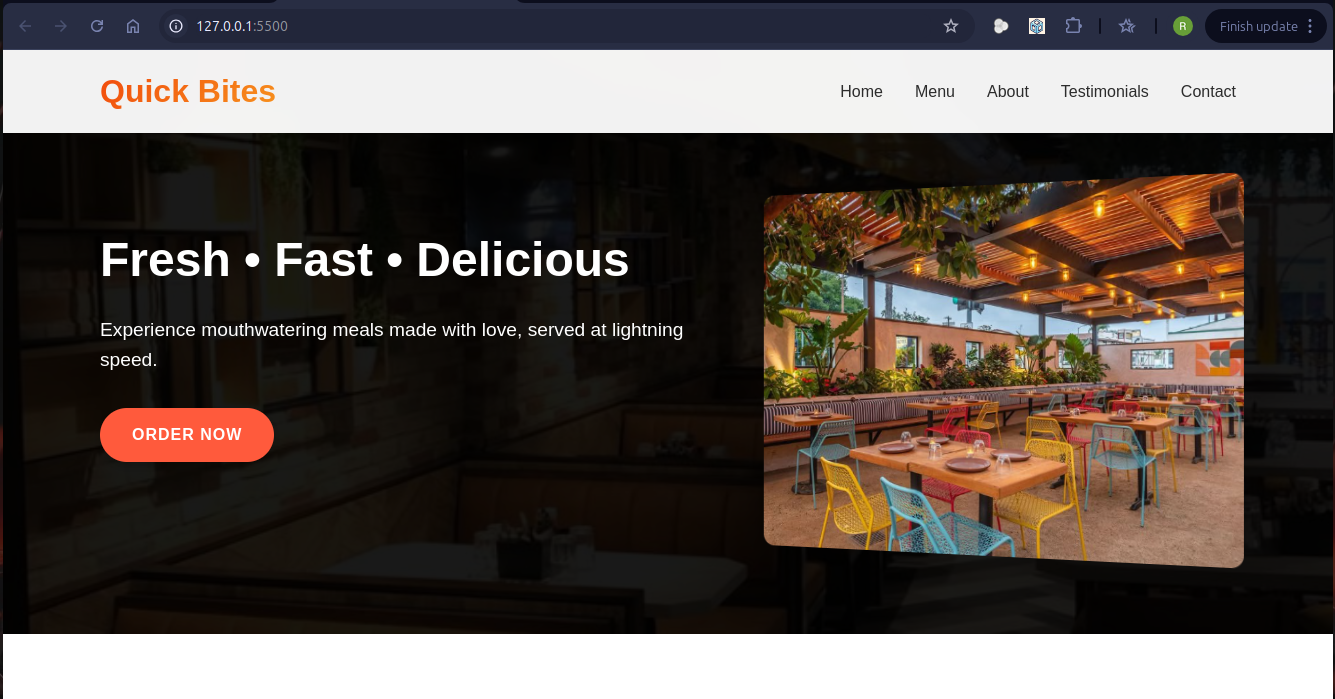 127.0.0.1:5500
R
Finish update
Quick Bites
Home Menu About Testimonials Contact
Fresh • Fast • Delicious
Experience mouthwatering meals made with love, served at lightning
speed.
ORDER NOW